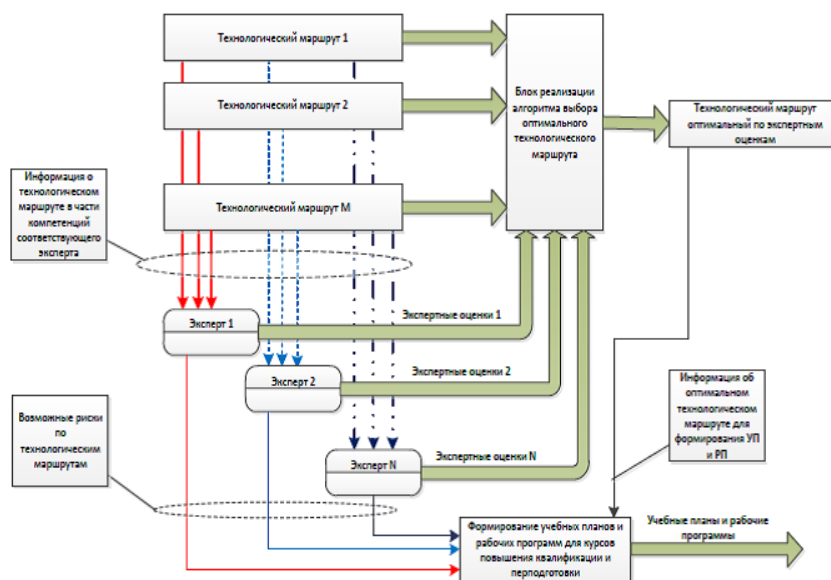 Технологический маршрут 1
Технологический маршрут 2
Технологический маршрут М
Блок реализации
алгоритма выбора
оптимального
технологического
маршрута
Технологический маршрут
оптимальный по экспертным
оценкам
Информация о
технологическом
маршруте в части
компетенций
соответствующего
эксперта
Эксперт 1
Экспертные оценки 1
Эксперт 2
Экспертные оценки 2
Эксперт N
Экспертные оценки N
Информация об
оптимальном
технологическом
маршруте для
формирования УП
и РП
Возможные риски
по
технологическим
маршрутам
Формирование учебных планов и
рабочих программ для курсов
повышения квалификации и
перподготовки
Учебные планы и рабочие
программы